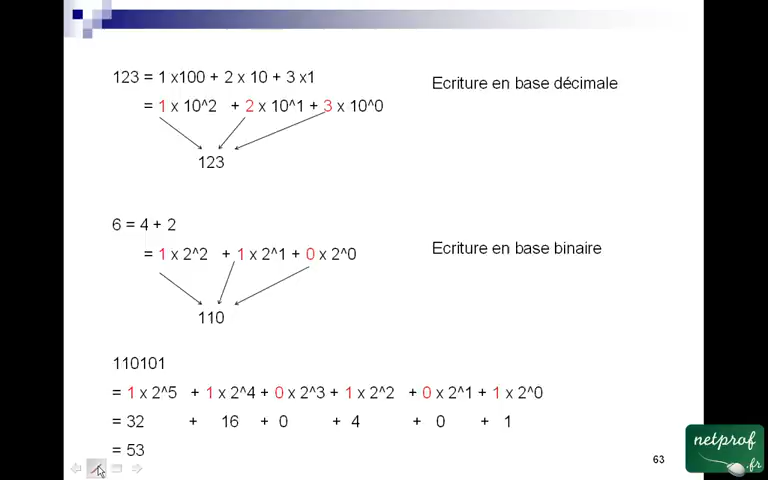 123 = 1 x100 + 2 x 10 + 3 x1
Ecriture en base décimale
= 1 x 10^2 + 2 x 10^1 + 3 x 10^0
123
6 = 4 + 2
Ecriture en base binaire
= 1 x 2^2 + 1 x 2^1 + 0 x 2^0
110
110101
= 1 x 2^5 + 1 x 2^4 + 0 x 2^3 + 1 x 2^2 + 0 x 2^1 + 1 x 2^0
= 32 + 16 + 0 + 4 + 0 + 1
= 53
63
netprof
.fr